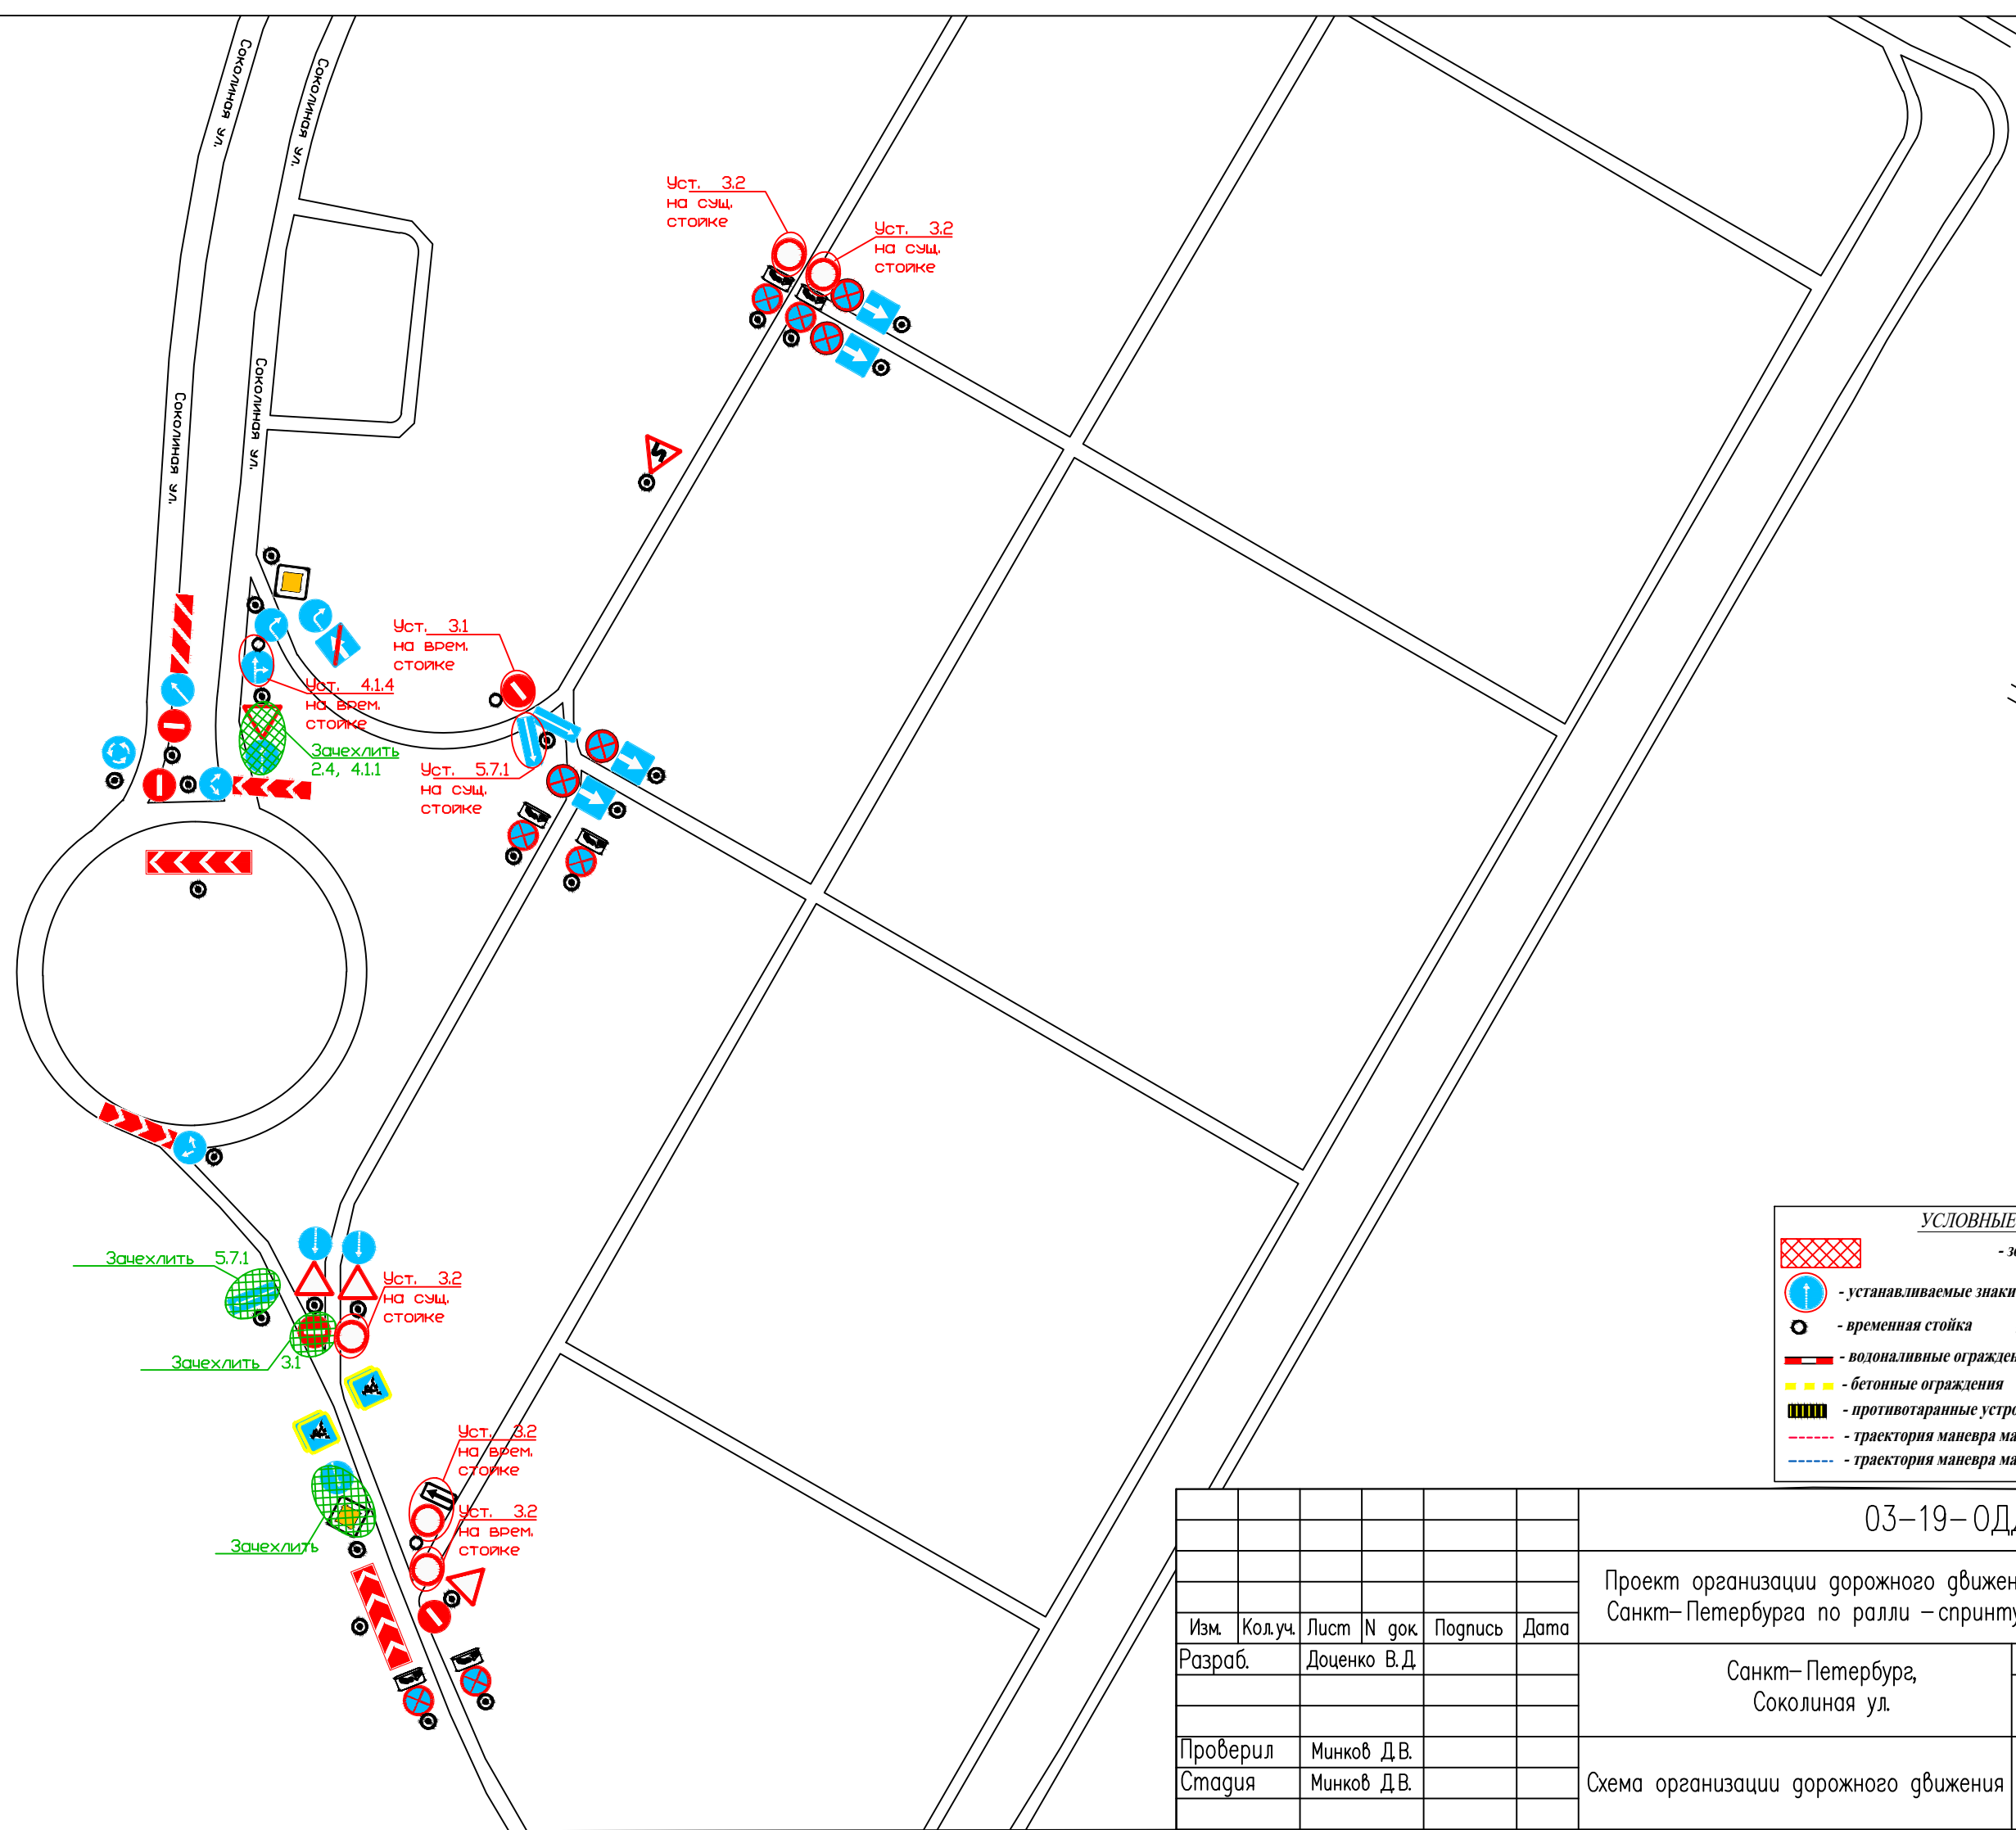 Соколиная ул.
Соколиная ул.
Соколиная ул.
Соколиная ул.
Уст. 3.2
на сущ.
стойке
Уст. 3.2
на сущ.
стойке
Уст. 3.1
на врем.
стойке
Уст. 4.1.4
на врем.
стойке
Зачехлить
2.4, 4.1.1
Уст. 5.7.1
на сущ.
стойке
Зачехлить 5.7.1
Уст. 3.2
на сущ.
стойке
Зачехлить 3.1
Уст. 3.2
на врем.
стойке
Уст. 3.2
на врем.
стойке
Зачехлить
УСЛОВНЫЕ
- устанавливаемые знаки
- временная стойка
- водоналивные огражден
- бетонные ограждения
- противотаранные устро
- траектория маневра ма
- траектория маневра ма
03-19-ОД
Проект организации дорожного движен
Санкт-Петербурга по ралли -спринту
Изм. Кол.уч. Лист N док. Подпись Дата
Разраб. Доценко В.Д.
Санкт-Петербург,
Соколиная ул.
Проверил Минков Д.В.
Стадия Минков Д.В.
Схема организации дорожного движения